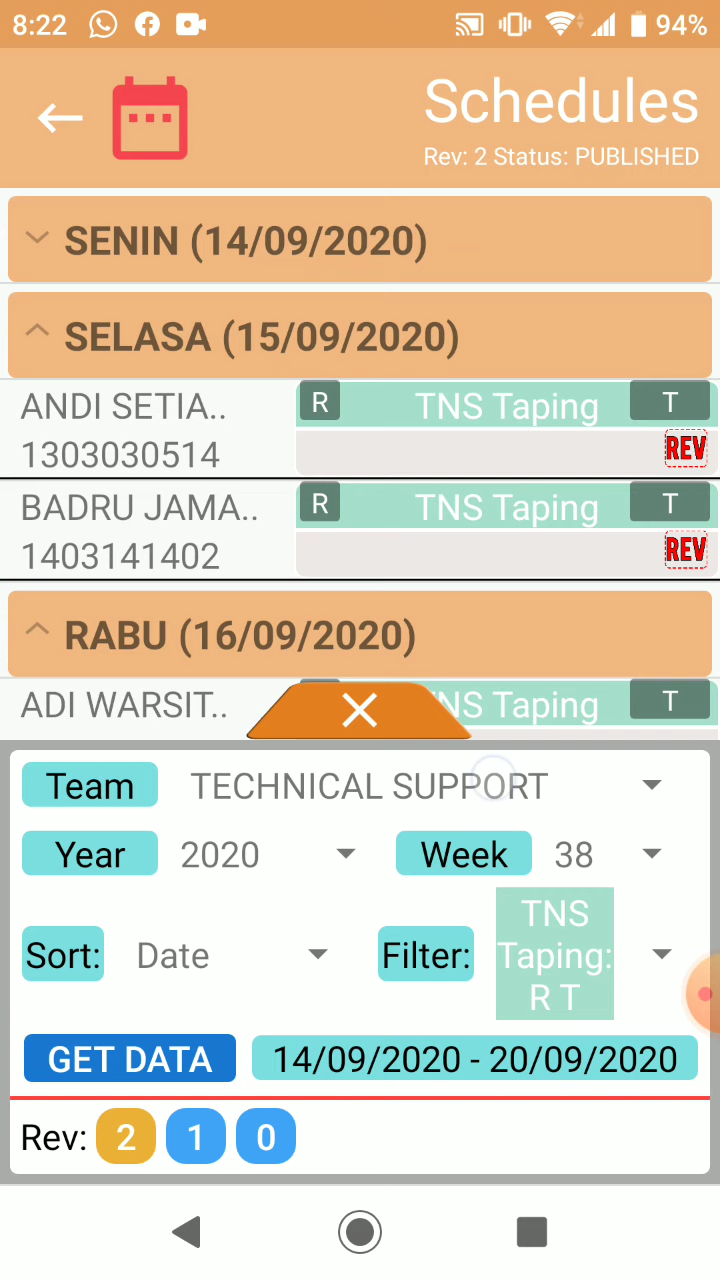 8:22
94%
Schedules
Rev: 2 Status: PUBLISHED
SENIN (14/09/2020)
SELASA (15/09/2020)
ANDI SETIA..
R TNS Taping T
1303030514
REV
BADRU JAMA..
R TNS Taping T
1403141402
REV
RABU (16/09/2020)
ADI WARSIT..
NS Taping T
Team TECHNICAL SUPPORT
Year 2020 Week 38
Sort: Date Filter:
TNS
Taping:
R T
GET DATA 14/09/2020 - 20/09/2020
Rev: 2 1 0